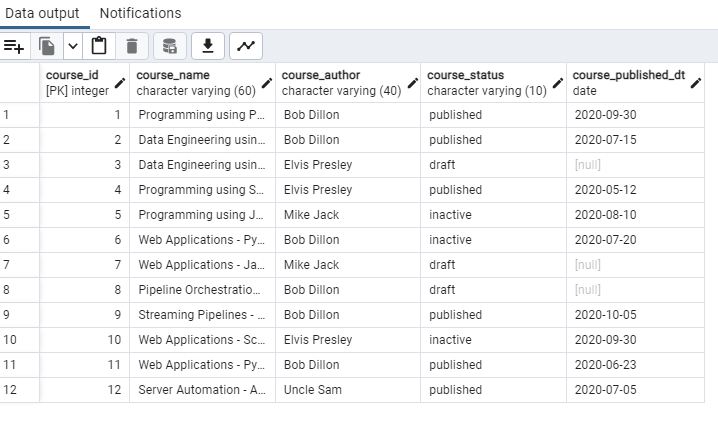 Data output Notifications
course_id course_name course_author course_status course_published_dt
[PK] integer character varying (60) character varying (40) character varying (10) date
1 1 Programming using P... Bob Dillon published 2020-09-30
2 2 Data Engineering usin... Bob Dillon published 2020-07-15
3 3 Data Engineering usin... Elvis Presley draft [null]
4 4 Programming using S... Elvis Presley published 2020-05-12
5 5 Programming using J... Mike Jack inactive 2020-08-10
6 6 Web Applications - Py... Bob Dillon inactive 2020-07-20
7 7 Web Applications - Ja... Mike Jack draft [null]
8 8 Pipeline Orchestratio... Bob Dillon draft [null]
9 9 Streaming Pipelines - ... Bob Dillon published 2020-10-05
10 10 Web Applications - Sc... Elvis Presley inactive 2020-09-30
11 11 Web Applications - Py... Bob Dillon published 2020-06-23
12 12 Server Automation - A... Uncle Sam published 2020-07-05